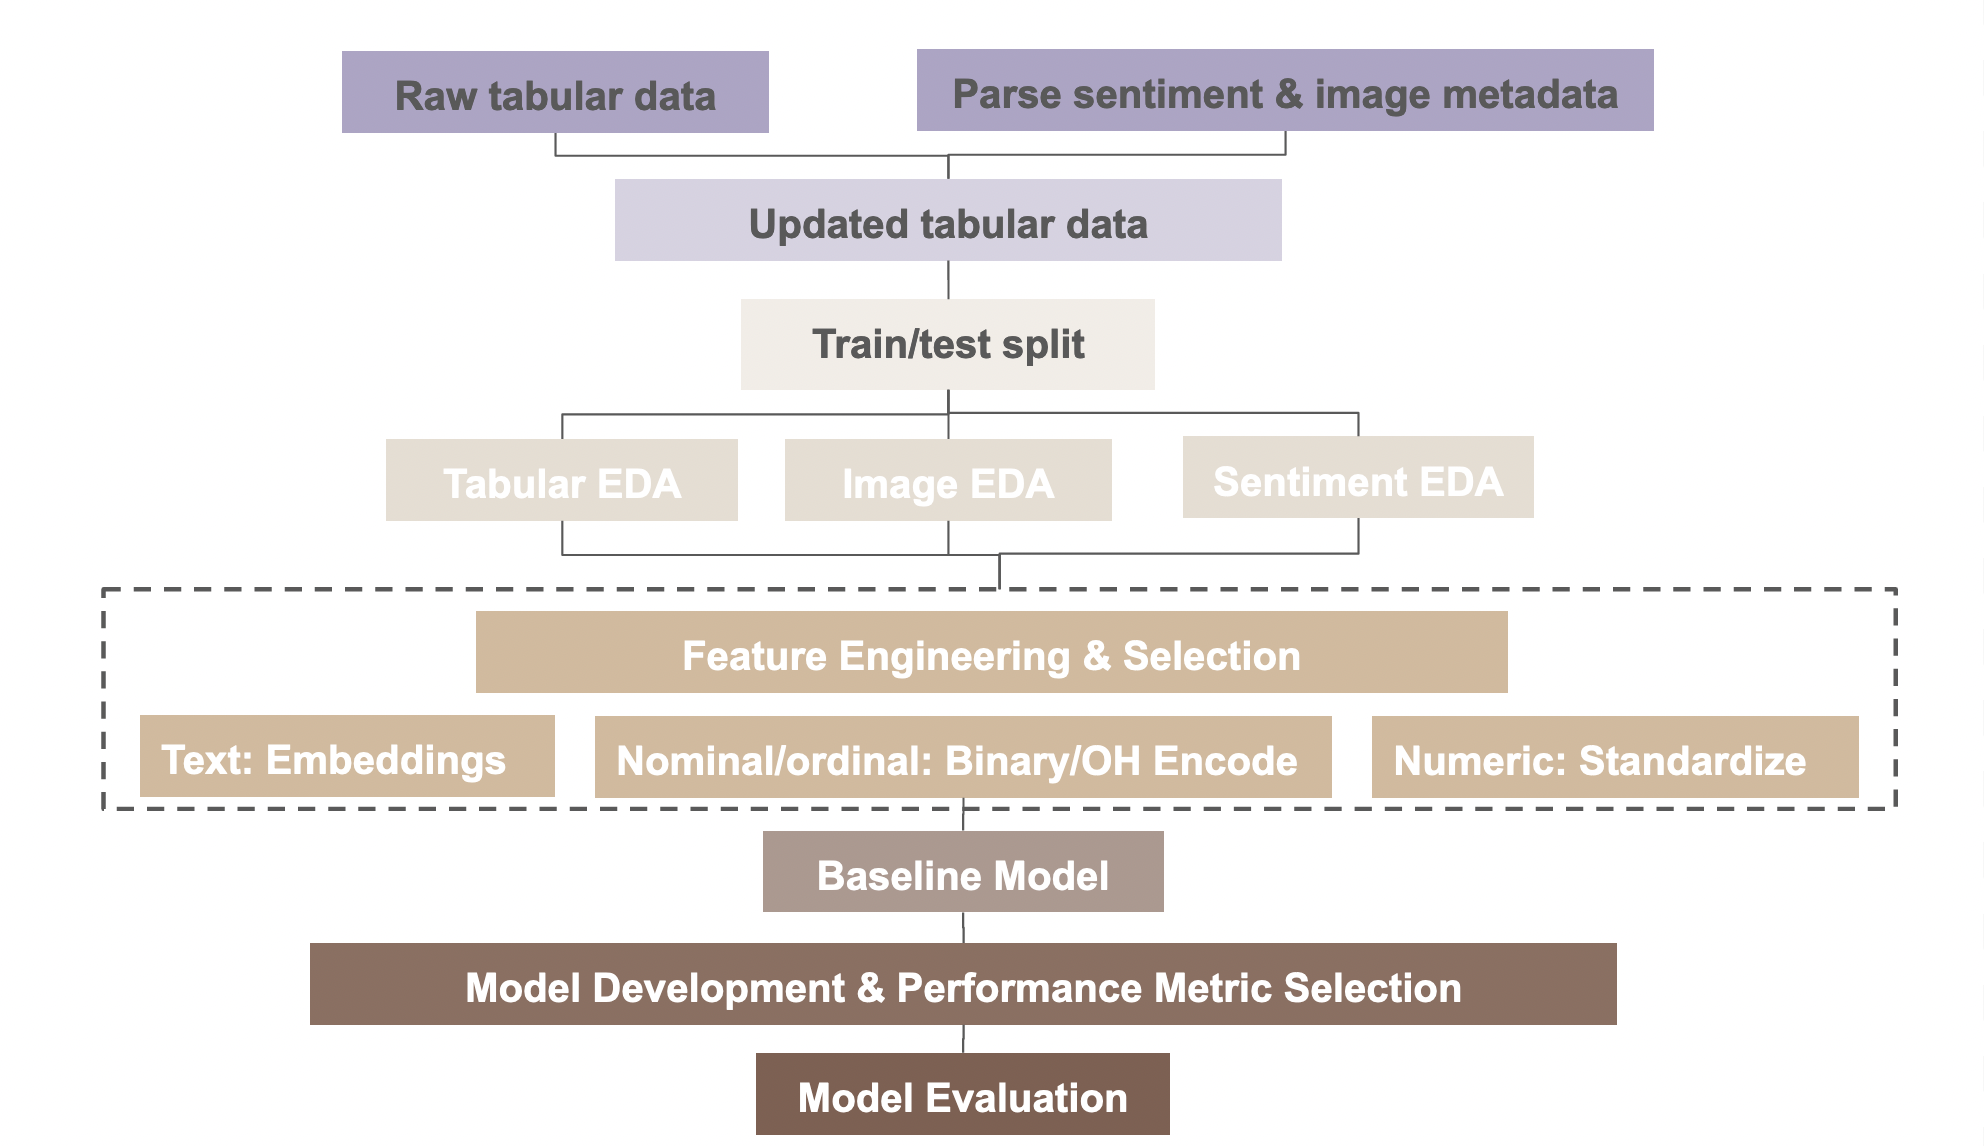 Raw tabular data
Parse sentiment & image metadata
Updated tabular data
Train/test split
Tabular EDA
Image EDA
Sentiment EDA
Feature Engineering & Selection
Text: Embeddings
Nominal/ordinal: Binary/OH Encode
Numeric: Standardize
Baseline Model
Model Development & Performance Metric Selection
Model Evaluation